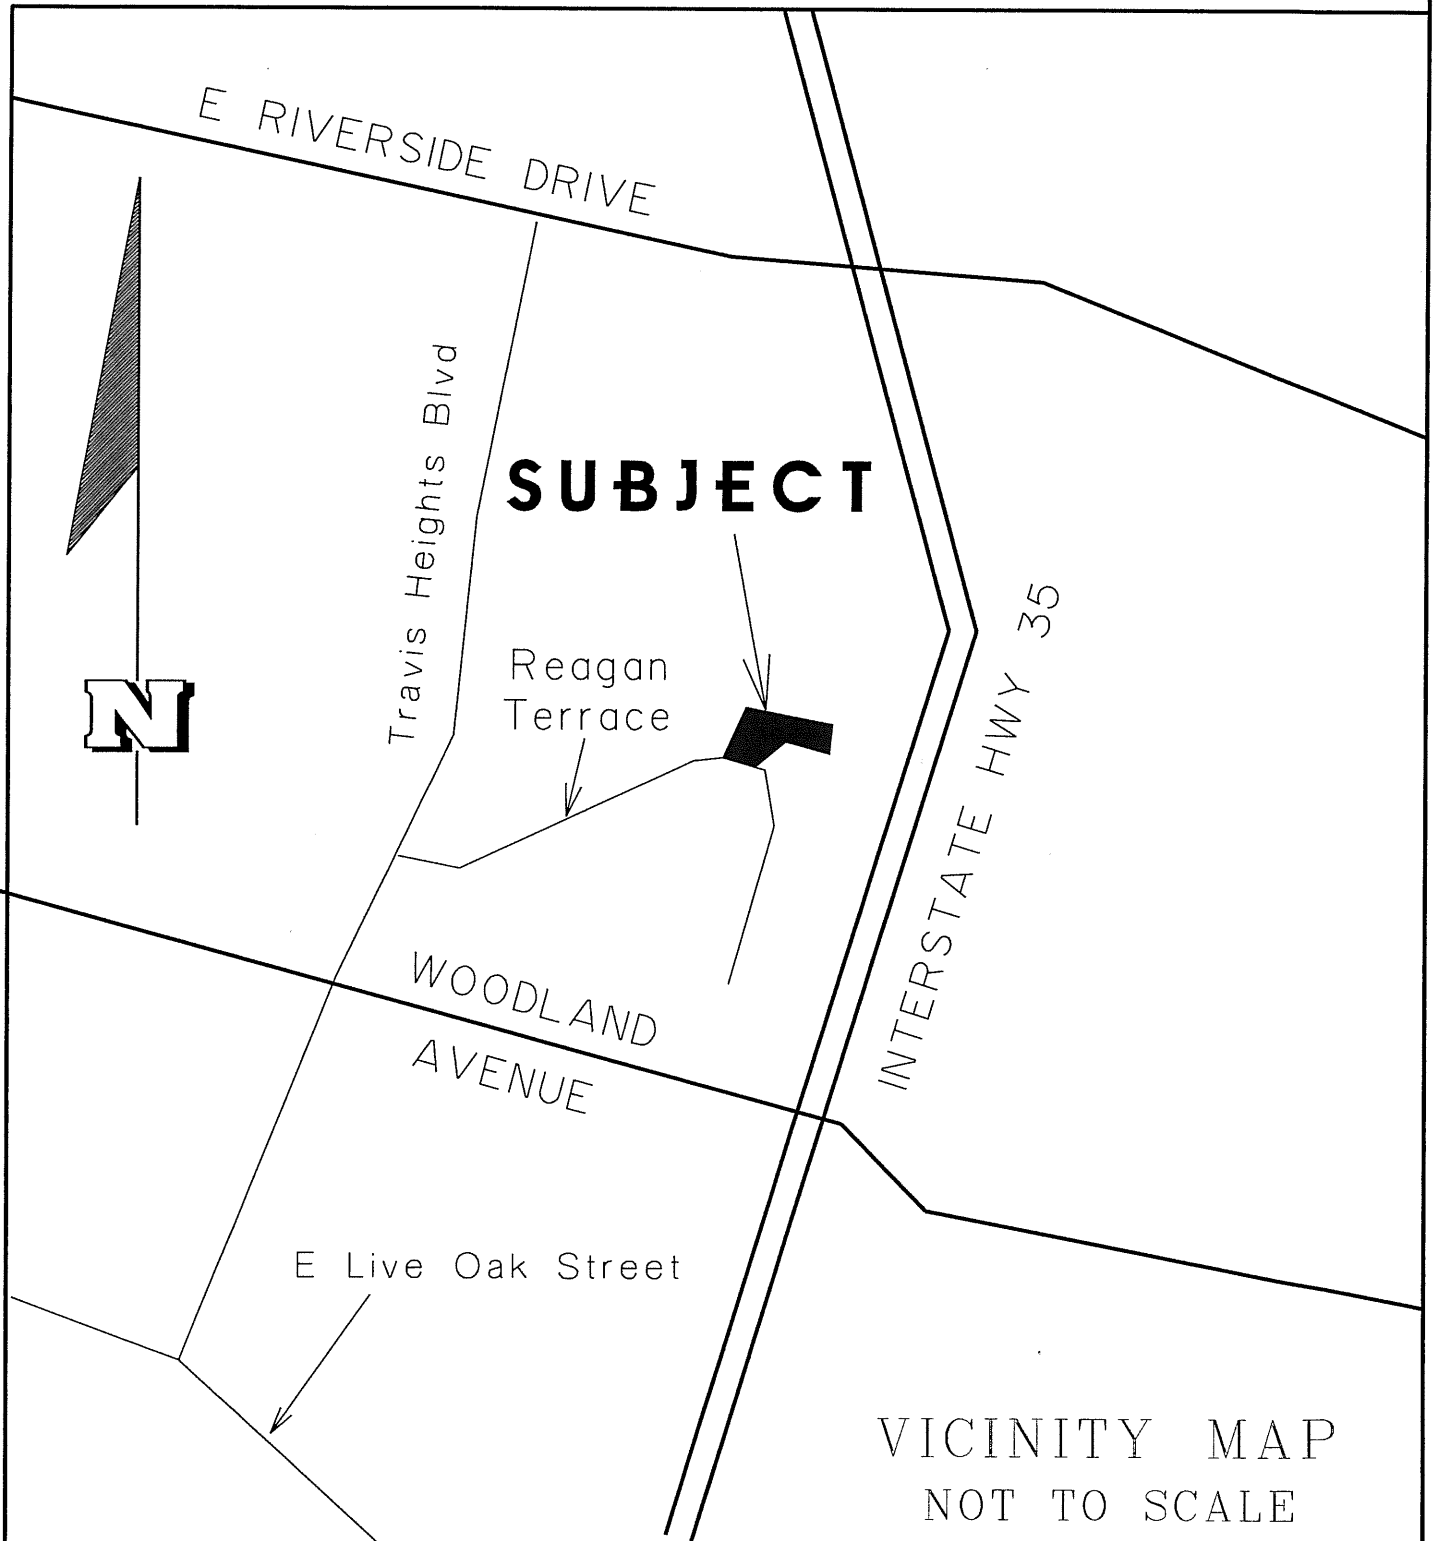 E RIVERSIDE DRIVE
Travis Heights Blvd
SUBJECT
INTERSTATE HWY 35
Reagan
Terrace
N
WOODLAND
AVENUE
E Live Oak Street
VICINITY MAP
NOT TO SCALE